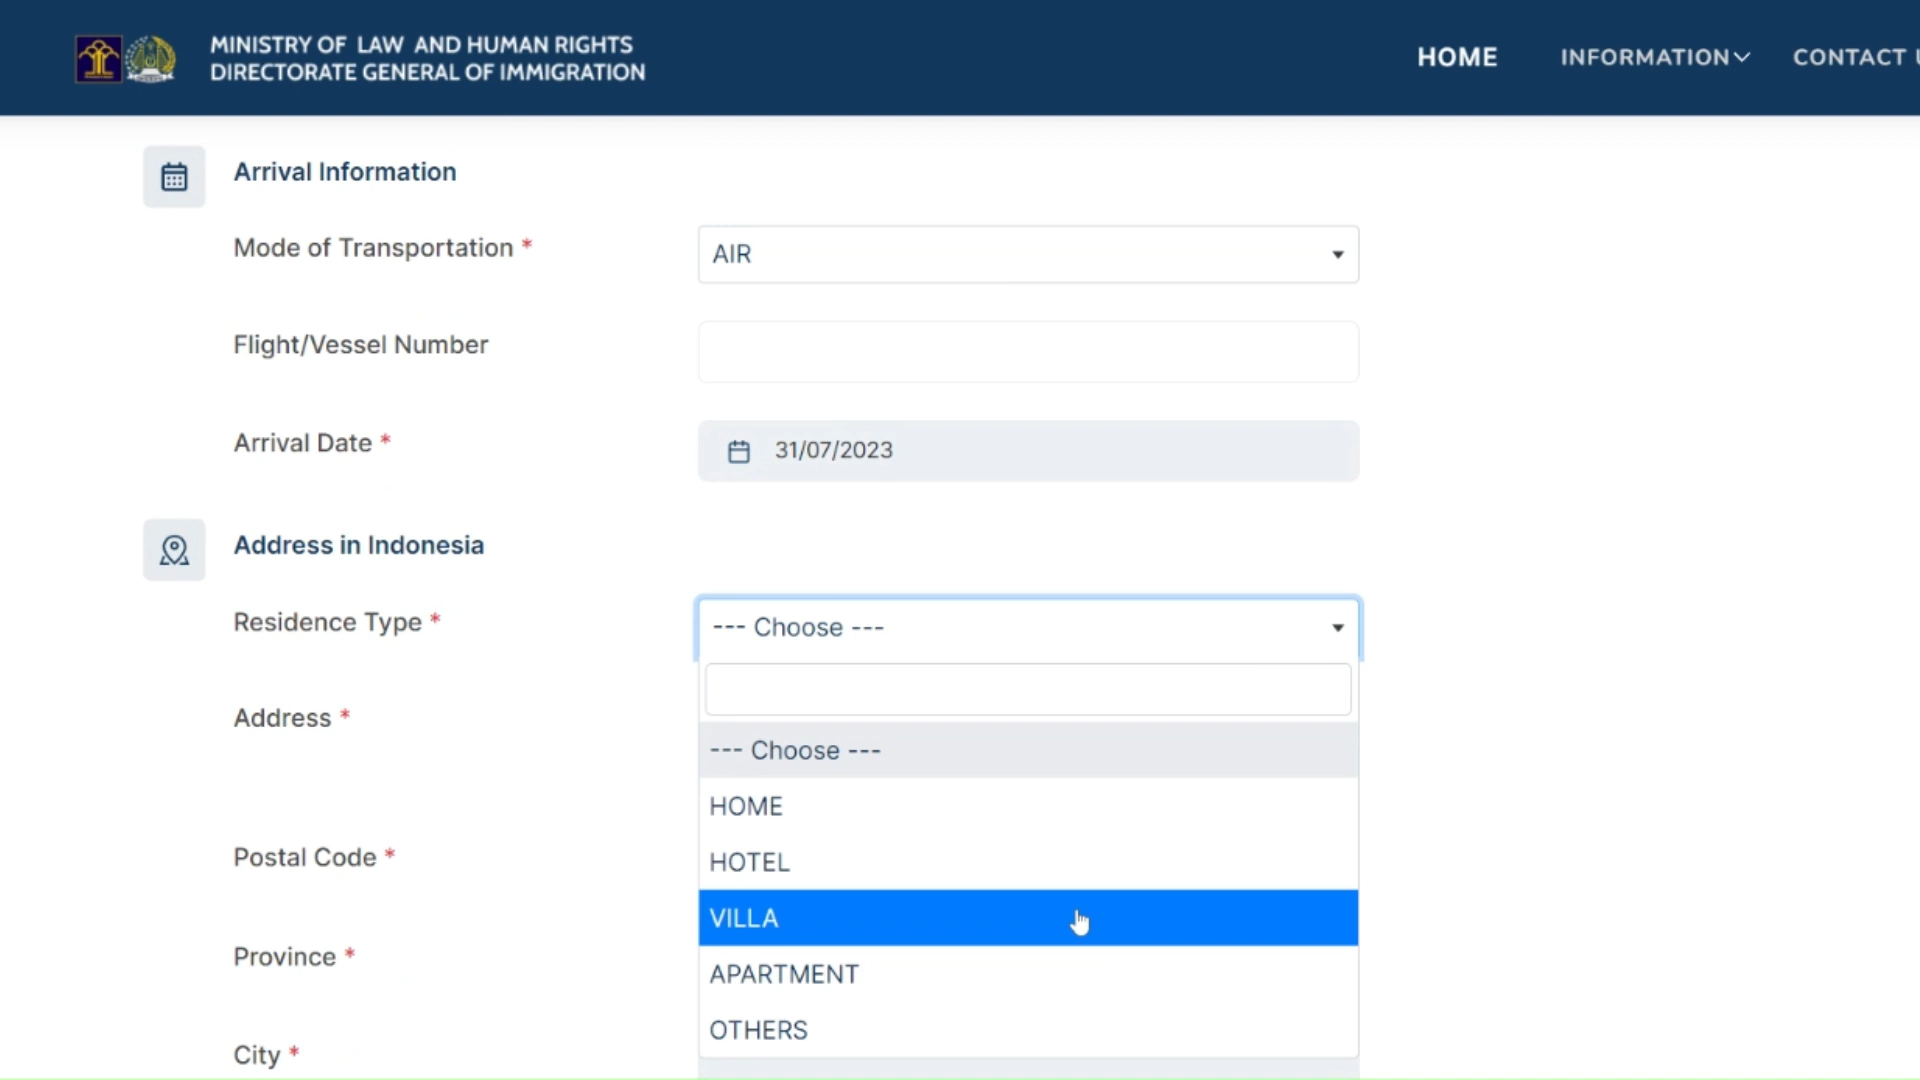 MINISTRY OF LAW AND HUMAN RIGHTS
DIRECTORATE GENERAL OF IMMIGRATION
HOME
INFORMATION
CONTACT U
Arrival Information
Mode of Transportation *
AIR
Flight/Vessel Number
Arrival Date *
31/07/2023
Address in Indonesia
Residence Type *
--- Choose ---
Address *
--- Choose ---
HOME
HOTEL
Postal Code *
VILLA
Province *
APARTMENT
OTHERS
City *